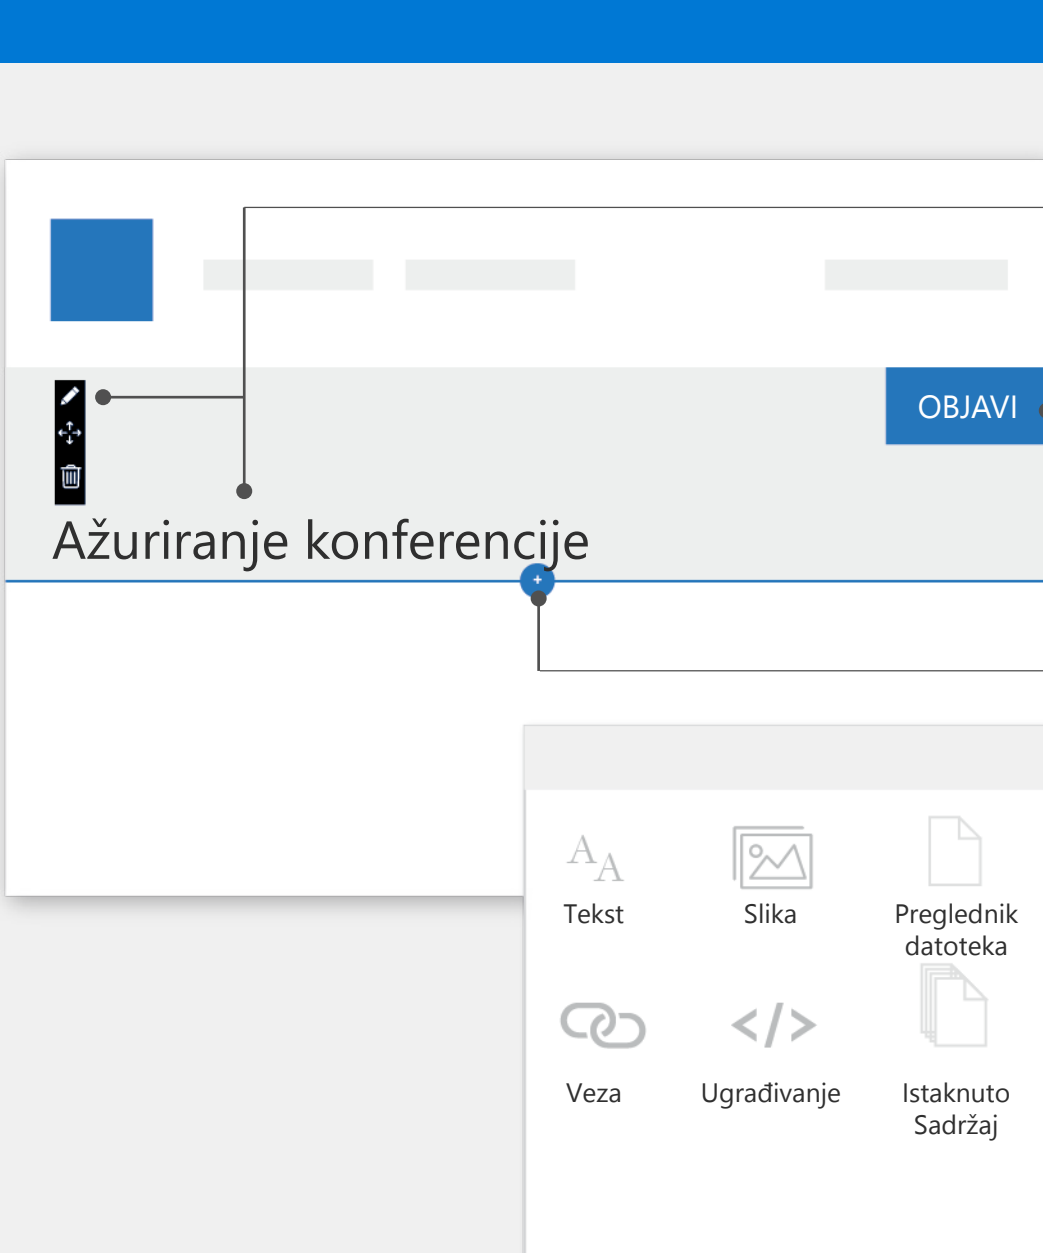 OBJAVI
Ažuriranje konferencije
+
Tekst
Slika
Preglednik
datoteka
</>
Veza
Ugrađivanje
Istaknuto
Sadržaj